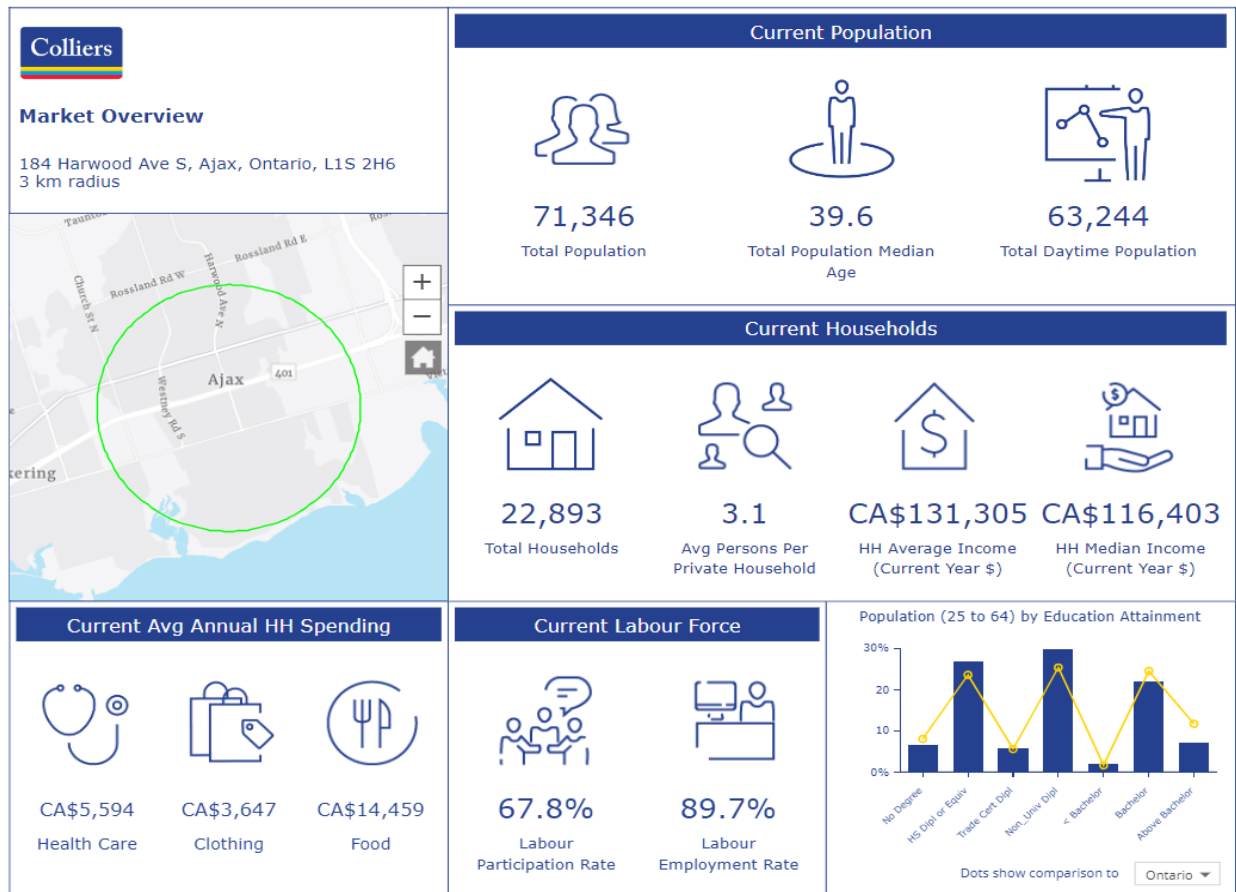 Colliers
Market Overview
184 Harwood Ave S, Ajax, Ontario, L1S 2H6
3 km radius
Rossland Rd E
Rossland Rd W
Harwood Ave N
Church St N
Ajax
401
Westney Rd S
kering
+
−
Current Population
71,346
Total Population
39.6
Total Population Median
Age
63,244
Total Daytime Population
Current Households
22,893
Total Households
3.1
Avg Persons Per
Private Household
CA$131,305
HH Average Income
(Current Year $)
CA$116,403
HH Median Income
(Current Year $)
Current Avg Annual HH Spending
CA$5,594
Health Care
CA$3,647
Clothing
CA$14,459
Food
Current Labour Force
67.8%
Labour
Participation Rate
89.7%
Labour
Employment Rate
Population (25 to 64) by Education Attainment
30%
20
10
0%
No Degree
HS Dipl or Equiv
Trade Cert Dipl
Non_Univ Dipl
< Bachelor
Bachelor
Above Bachelor
Dots show comparison to
Ontario